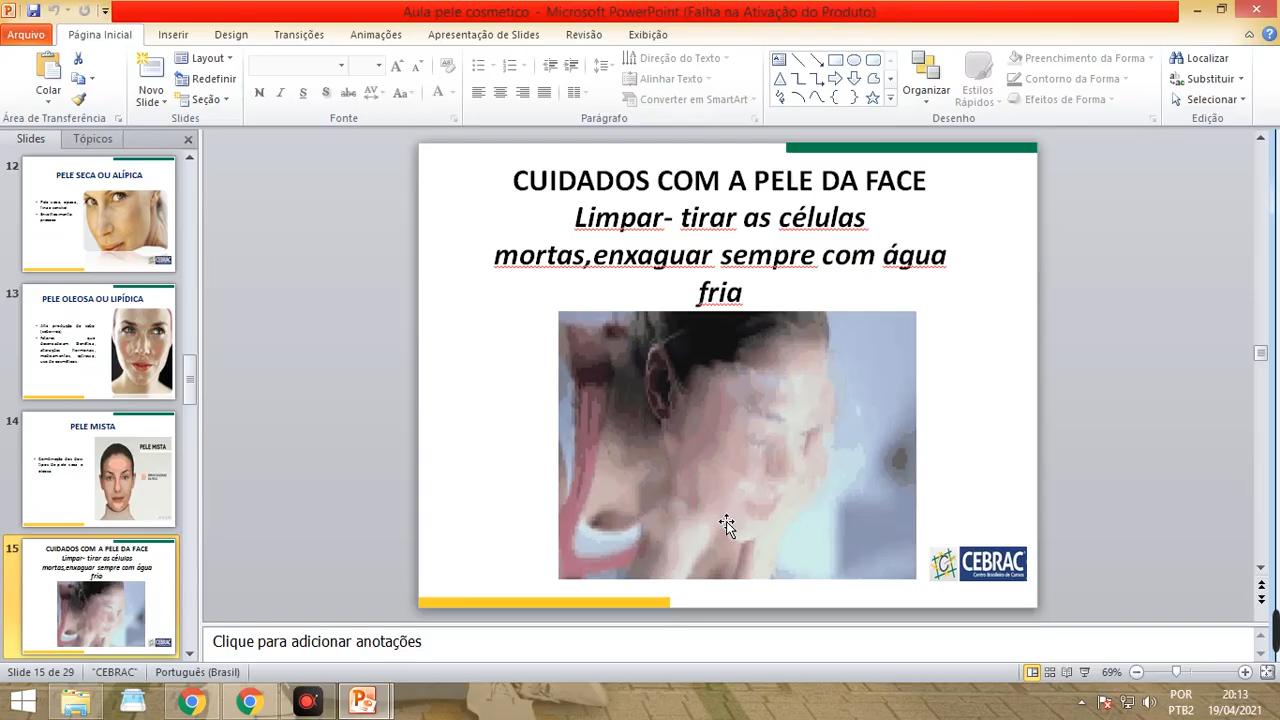 Aula pele cosmetico - Microsoft PowerPoint (Falha na Ativação do Produto)
Arquivo
Página Inicial
Inserir
Design
Transições
Animações
Apresentação de Slides
Revisão
Exibição
Colar
Área de Transferência
Novo
Slide
Layout
Redefinir
Seção
Slides
N
I
S
S
abc
AV
Aa
A
Fonte
Direção do Texto
Alinhar Texto
Converter em SmartArt
Parágrafo
Organizar
Estilos
Rápidos
Preenchimento da Forma
Contorno da Forma
Efeitos de Forma
Desenho
Localizar
Substituir
Selecionar
Edição
Slides
Tópicos
12
PELE SECA OU ALÍPICA
13
PELE OLEOSA OU LIPÍDICA
14
PELE MISTA
PELE MISTA
15
CUIDADOS COM A PELE DA FACE
Limpar- tirar as células
mortas,enxaguar sempre com água
fria
CEBRAC
CUIDADOS COM A PELE DA FACE
Limpar- tirar as células
mortas,enxaguar sempre com água
fria
CEBRAC
Centro Brasileiro de Cursos
Clique para adicionar anotações
Slide 15 de 29
"CEBRAC"
Português (Brasil)
69%
POR
PTB2
20:13
19/04/2021